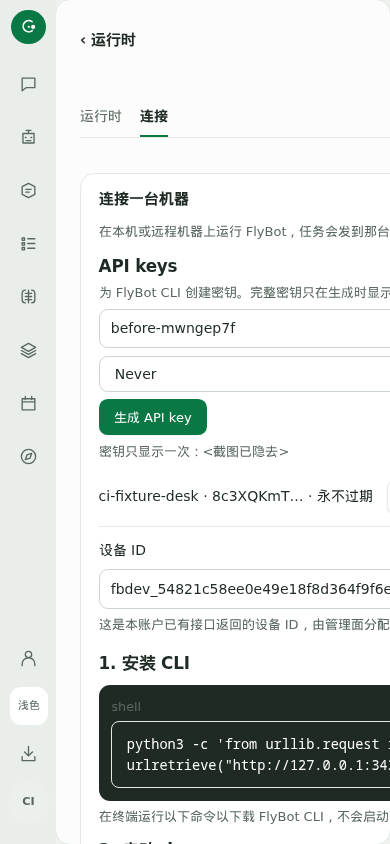 ‹ 运行时
运行时 连接
连接一台机器
在本机或远程机器上运行 FlyBot，任务会发到那台
API keys
为 FlyBot CLI 创建密钥。完整密钥只在生成时显示
before-mwngep7f
Never
生成 API key
密钥只显示一次：<截图已隐去>
ci-fixture-desk · 8c3XQKmT... · 永不过期
设备 ID
fbdev_54821c58ee0e49e18f8d364f9f6e
这是本账户已有接口返回的设备 ID，由管理面分配
1. 安装 CLI
shell
python3 -c 'from urllib.request
urlretrieve("http://127.0.0.1:34
在终端运行以下命令以下载 FlyBot CLI，不会启动
浅色
CI